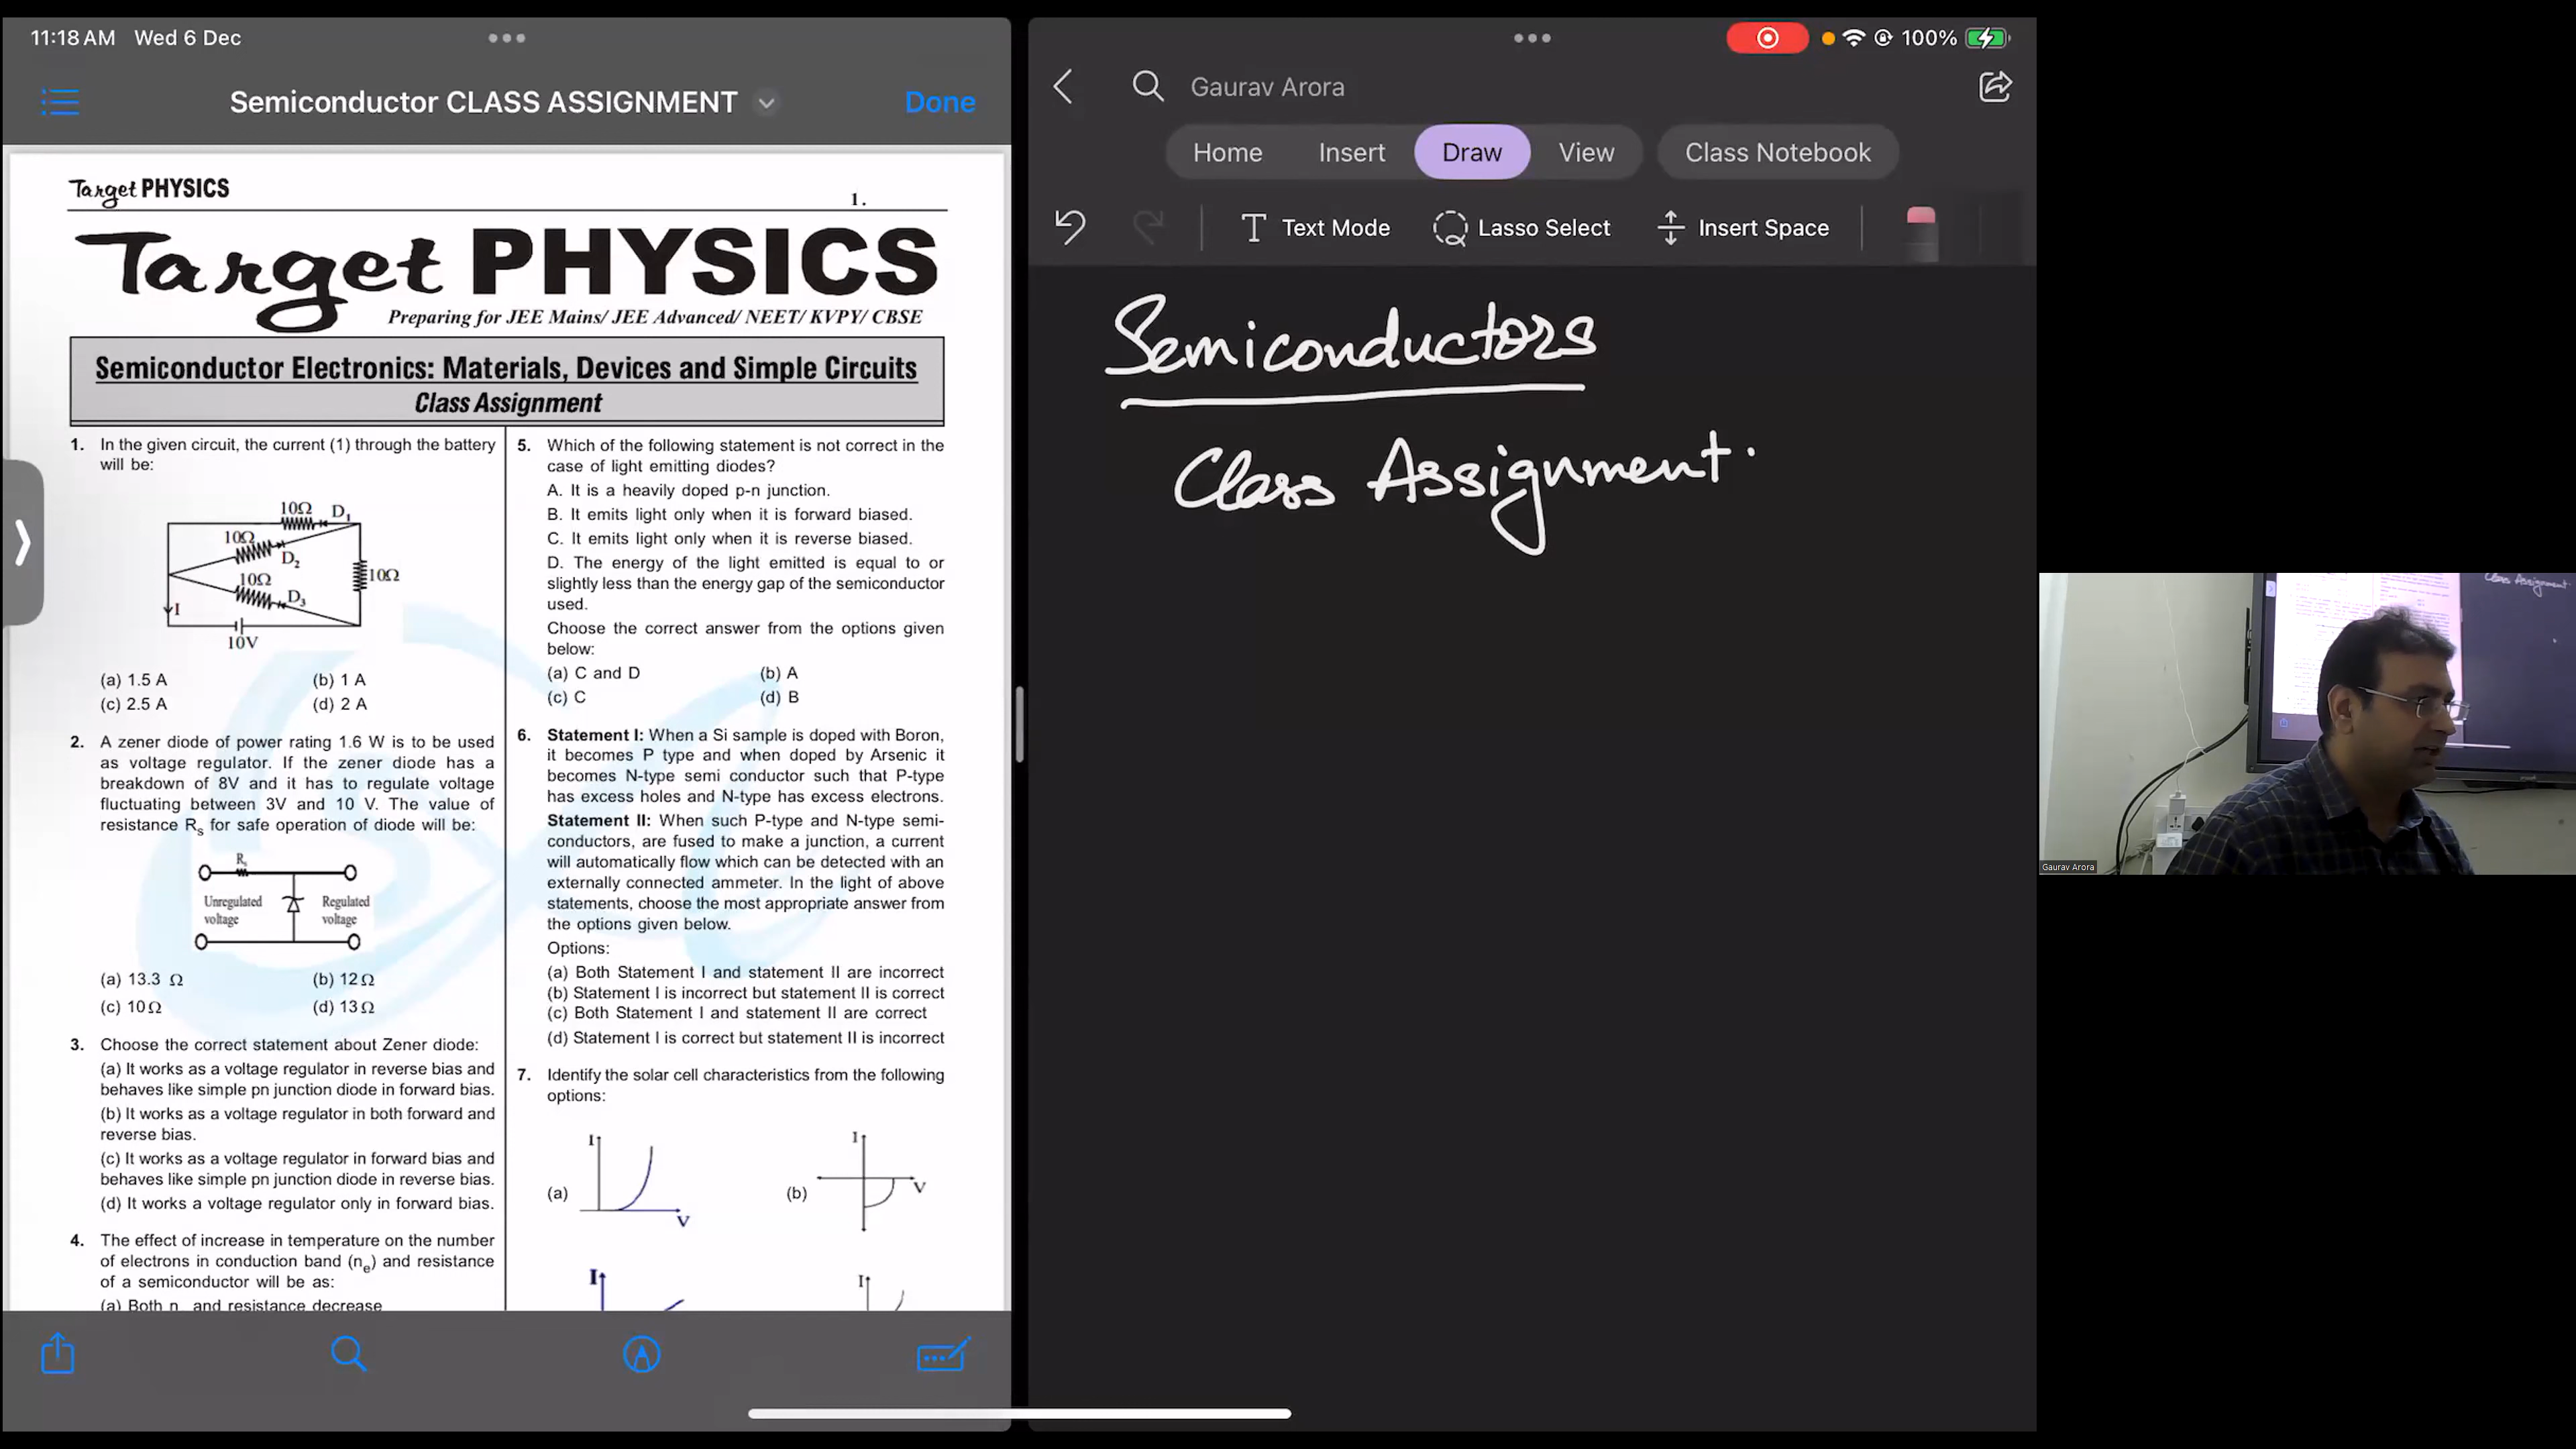 11:18 AM Wed 6 Dec
Semiconductor CLASS ASSIGNMENT
Done
Target PHYSICS
1.
Target PHYSICS
Preparing for JEE Mains/ JEE Advanced/ NEET/ KVPY/ CBSE
Semiconductor Electronics: Materials, Devices and Simple Circuits
Class Assignment
1. In the given circuit, the current (1) through the battery
will be:
10Ω D1
10Ω
D2
10Ω
D3
10Ω
I
10V
(a) 1.5 A (b) 1 A
(c) 2.5 A (d) 2 A
2. A zener diode of power rating 1.6 W is to be used
as voltage regulator. If the zener diode has a
breakdown of 8V and it has to regulate voltage
fluctuating between 3V and 10 V. The value of
resistance Rs for safe operation of diode will be:
Rs
Unregulated Regulated
voltage voltage
(a) 13.3 Ω (b) 12Ω
(c) 10Ω (d) 13Ω
3. Choose the correct statement about Zener diode:
(a) It works as a voltage regulator in reverse bias and
behaves like simple pn junction diode in forward bias.
(b) It works as a voltage regulator in both forward and
reverse bias.
(c) It works as a voltage regulator in forward bias and
behaves like simple pn junction diode in reverse bias.
(d) It works a voltage regulator only in forward bias.
4. The effect of increase in temperature on the number
of electrons in conduction band (ne) and resistance
of a semiconductor will be as:
(a) Both n and resistance decrease
5. Which of the following statement is not correct in the
case of light emitting diodes?
A. It is a heavily doped p-n junction.
B. It emits light only when it is forward biased.
C. It emits light only when it is reverse biased.
D. The energy of the light emitted is equal to or
slightly less than the energy gap of the semiconductor
used.
Choose the correct answer from the options given
below:
(a) C and D (b) A
(c) C (d) B
6. Statement I: When a Si sample is doped with Boron,
it becomes P type and when doped by Arsenic it
becomes N-type semi conductor such that P-type
has excess holes and N-type has excess electrons.
Statement II: When such P-type and N-type semi-
conductors, are fused to make a junction, a current
will automatically flow which can be detected with an
externally connected ammeter. In the light of above
statements, choose the most appropriate answer from
the options given below.
Options:
(a) Both Statement I and statement II are incorrect
(b) Statement I is incorrect but statement II is correct
(c) Both Statement I and statement II are correct
(d) Statement I is correct but statement II is incorrect
7. Identify the solar cell characteristics from the following
options:
I I
(a) V (b) V
I I
100%
Gaurav Arora
Home Insert Draw View Class Notebook
Text Mode Lasso Select Insert Space
Semiconductors
Class Assignment.
Class Assignment
Gaurav Arora